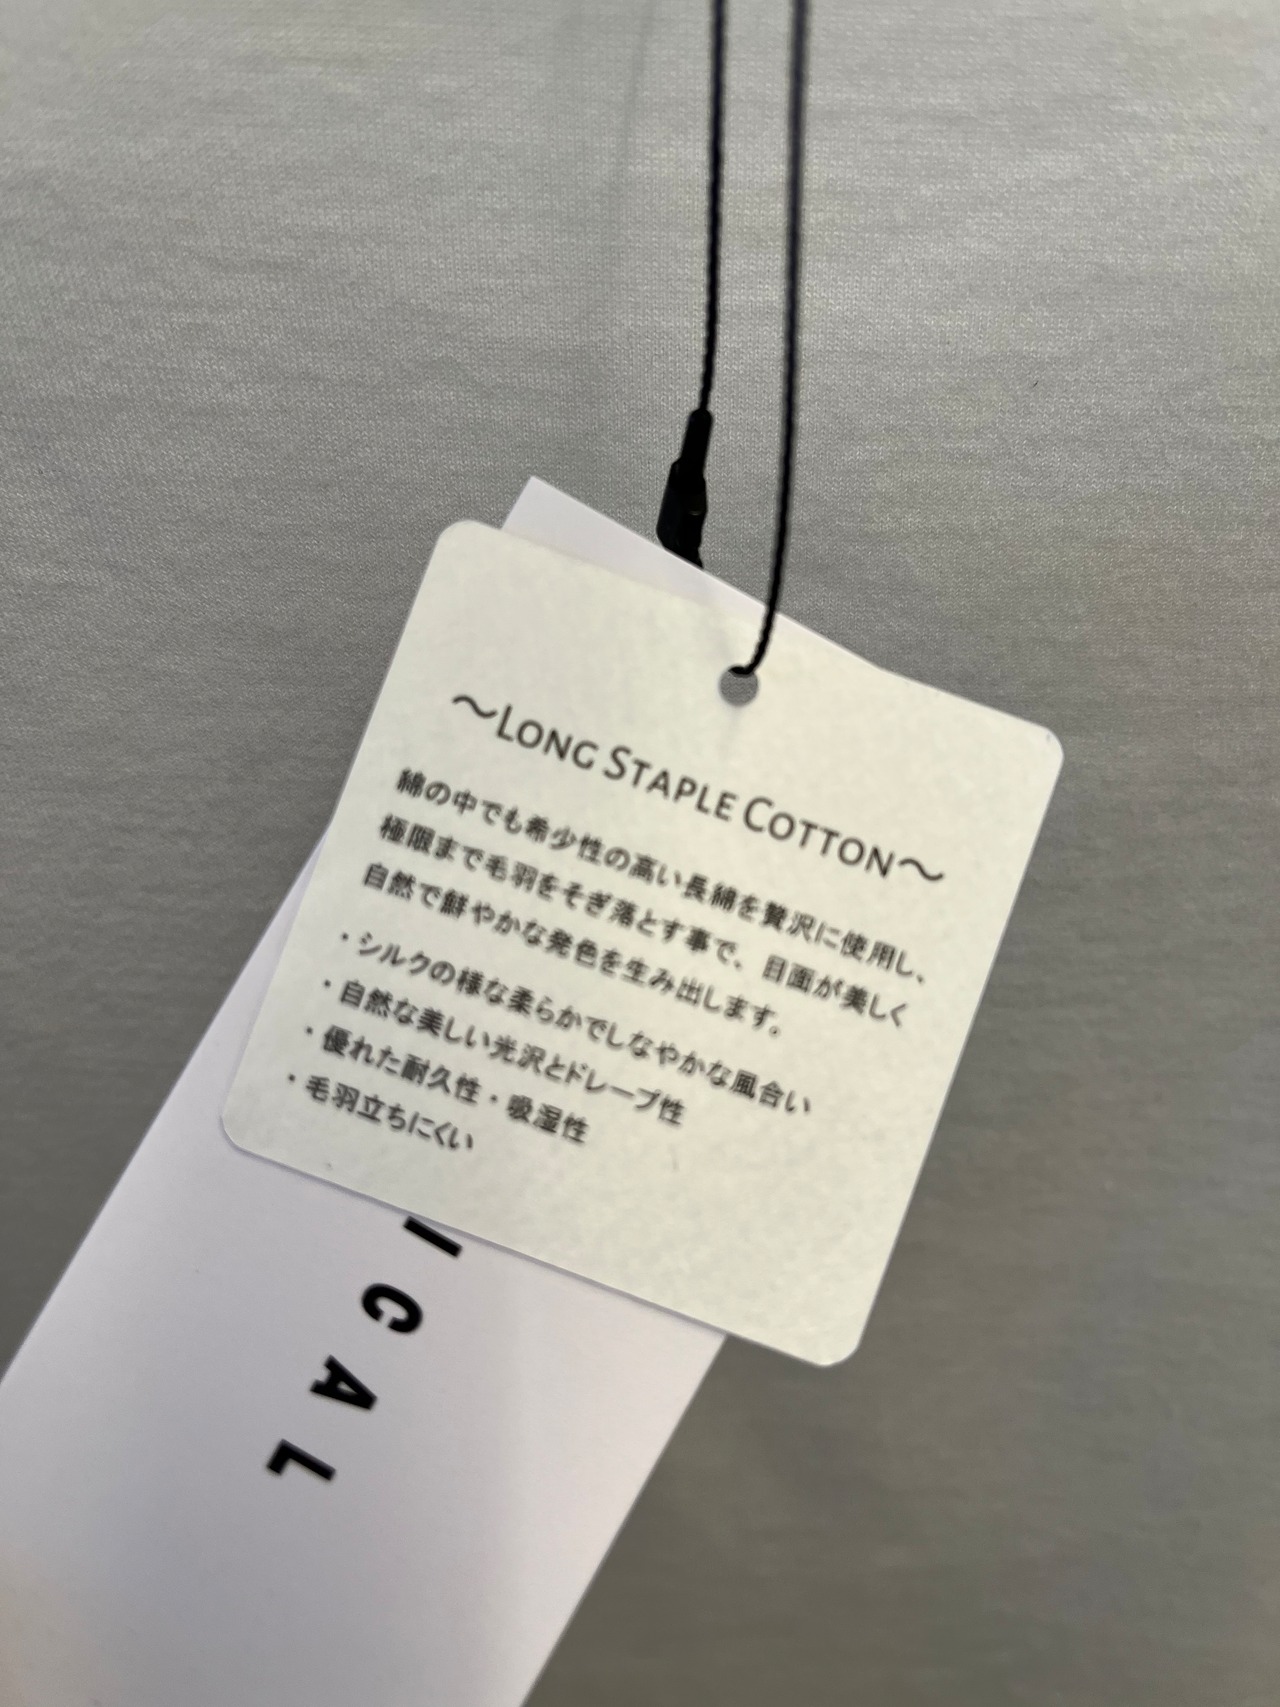 ～LONG STAPLE COTTON～
綿の中でも希少性の高い長綿を贅沢に使用し、
極限まで毛羽をそぎ落とす事で、目面が美しく
自然で鮮やかな発色を生み出します。
・シルクの様な柔らかでしなやかな風合い
・自然な美しい光沢とドレープ性
・優れた耐久性・吸湿性
・毛羽立ちにくい
ICAL